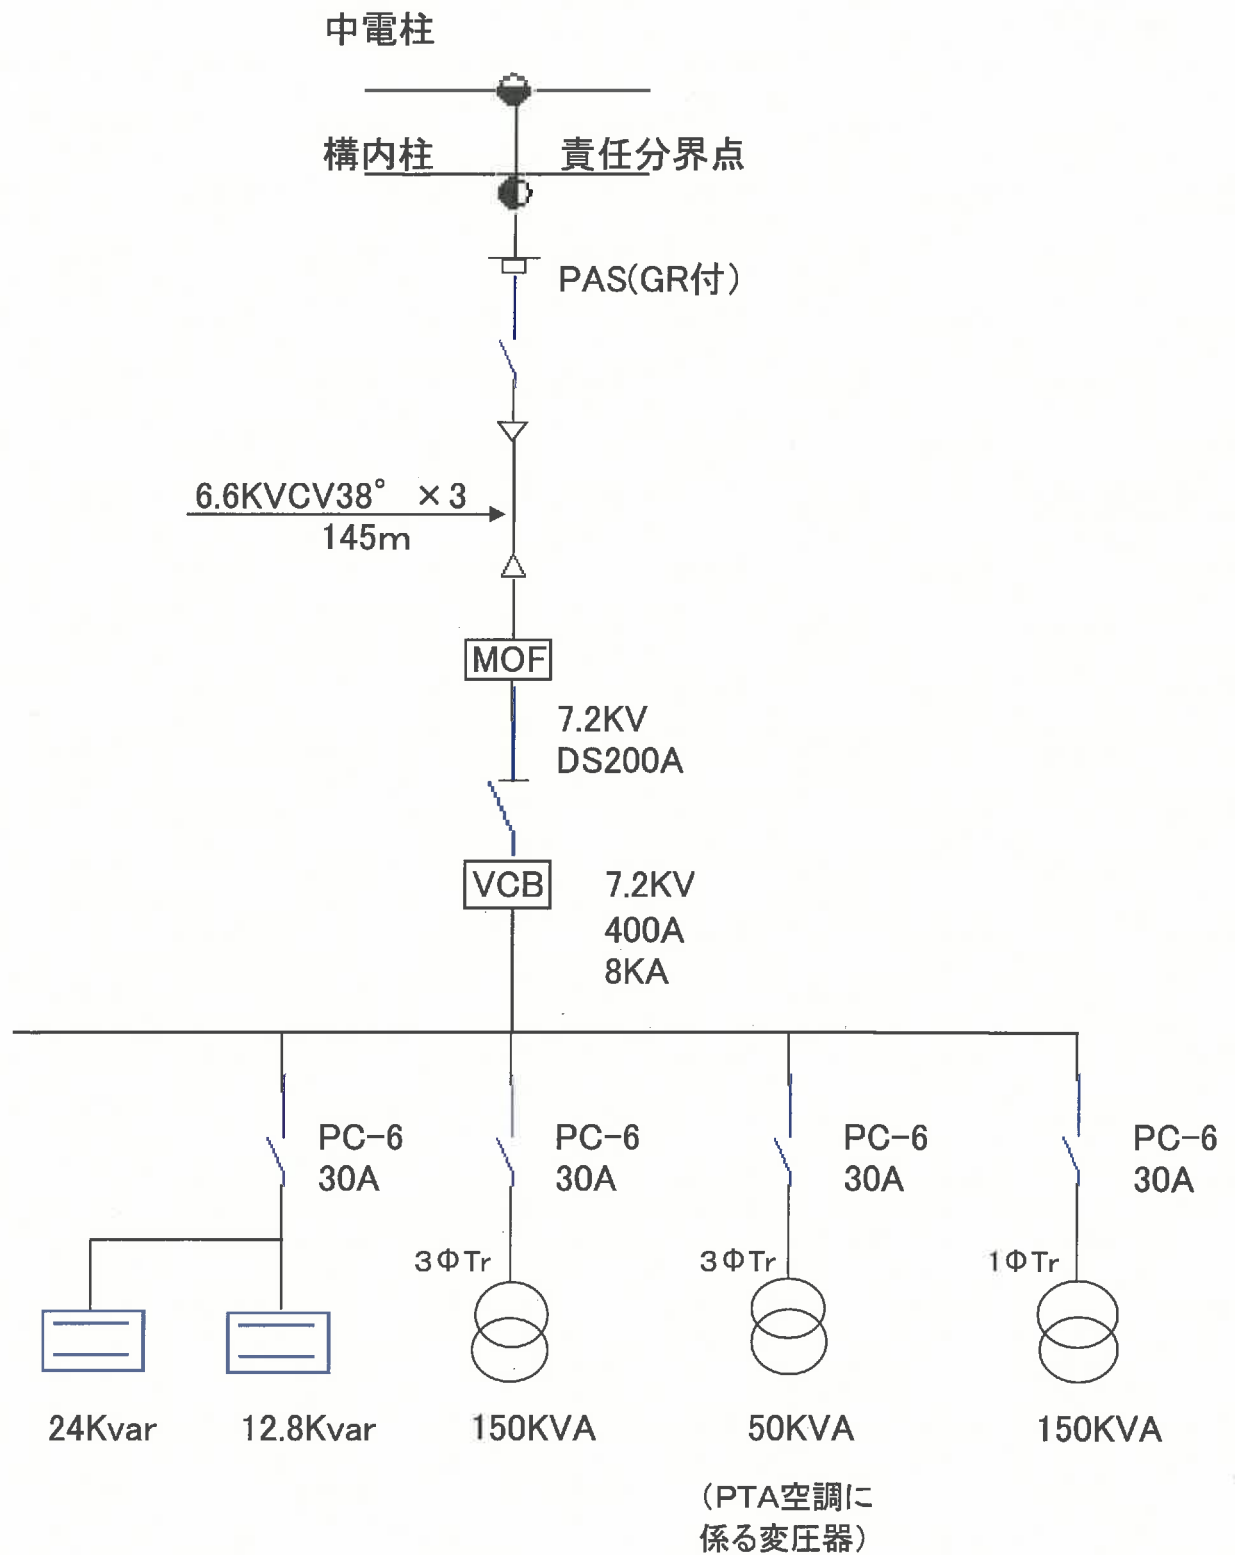 中電柱
構内柱
責任分界点
PAS(GR付)
6.6KVCV38° ×3
145m
MOF
7.2KV
DS200A
VCB
7.2KV
400A
8KA
PC-6
30A
PC-6
30A
PC-6
30A
PC-6
30A
3ΦTr
3ΦTr
1ΦTr
24Kvar
12.8Kvar
150KVA
50KVA
150KVA
(PTA空調に
係る変圧器)